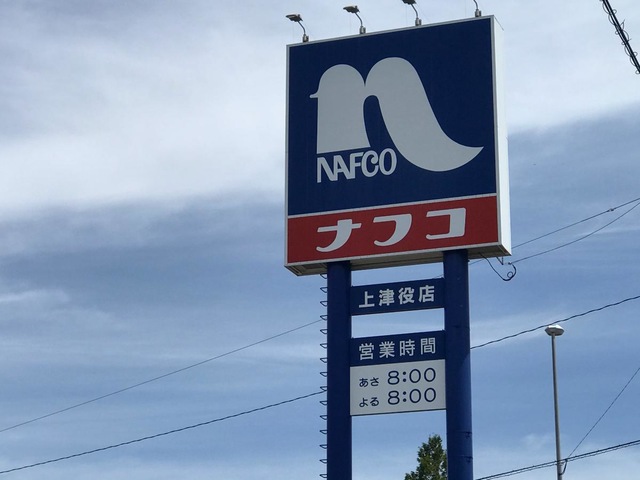 NAFCO
ナフコ
上津役店
営業時間
あさ 8:00
よる 8:00